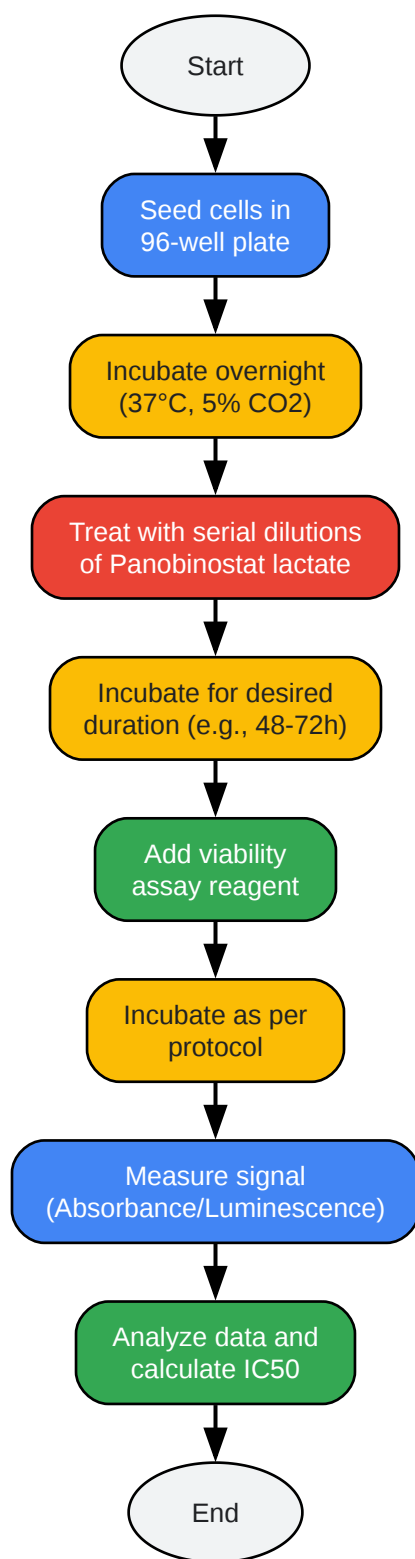 Start
Seed cells in
96-well plate
Incubate overnight
(37°C, 5% CO2)
Treat with serial dilutions
of Panobinostat lactate
Incubate for desired
duration (e.g., 48-72h)
Add viability
assay reagent
Incubate as per
protocol
Measure signal
(Absorbance/Luminescence)
Analyze data and
calculate IC50
End